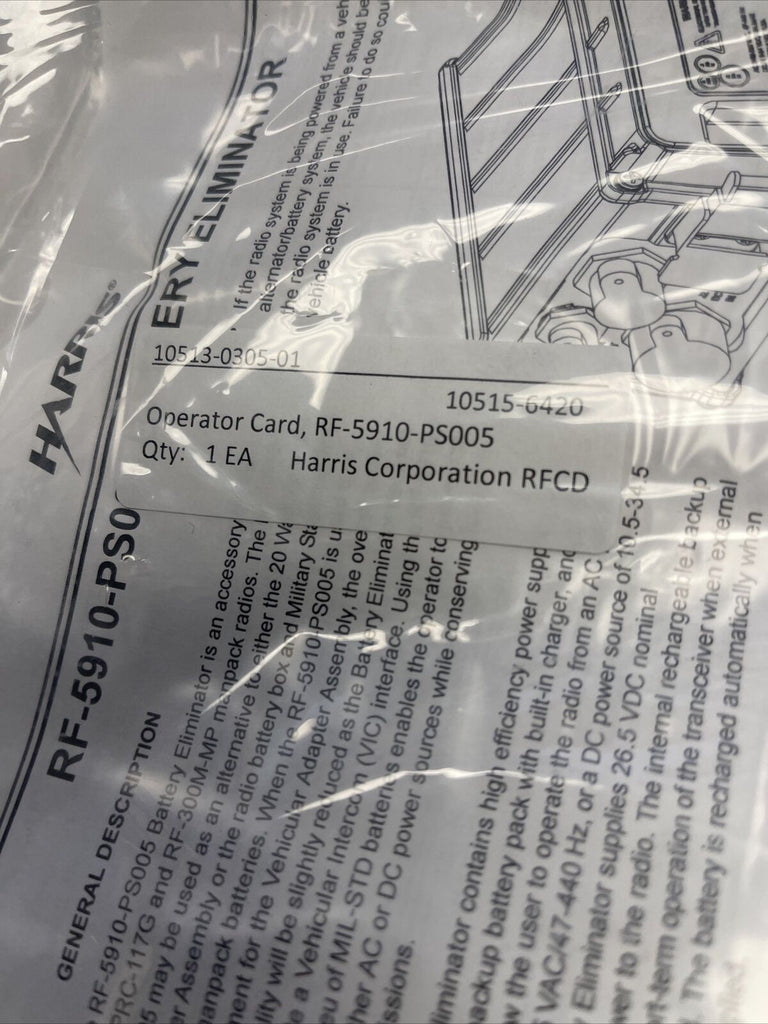 HARRIS®
RF-5910-PS0
ERY ELIMINATOR
If the radio system is being powered from a veh
alternator/battery system, the vehicle should be
the radio system is in use. Failure to do so cou
vehicle battery.
10513-0305-01
10515-6420
Operator Card, RF-5910-PS005
Qty: 1 EA Harris Corporation RFCD
GENERAL DESCRIPTION
RF-5910-PS005 Battery Eliminator is an accessory
PRC-117G and RF-300M-MP manpack radios. The
5 may be used as an alternative to either the 20 Wa
er Assembly or the radio battery box and Military Sta
anpack batteries. When the RF-5910-PS005 is u
ment for the Vehicular Adapter Assembly, the ove
lity will be slightly reduced as the Battery Eliminat
e a Vehicular Intercom (VIC) interface. Using th
eu of MIL-STD batteries enables the operator to
her AC or DC power sources while conserving
ssions.
liminator contains high efficiency power supp
ackup battery pack with built-in charger, and
w the user to operate the radio from an AC
VAC/47-440 Hz, or a DC power source of 10.5-34.5
Eliminator supplies 26.5 VDC nominal
wer to the radio. The internal rechargeable backup
rt-term operation of the transceiver when external
. The battery is recharged automatically when